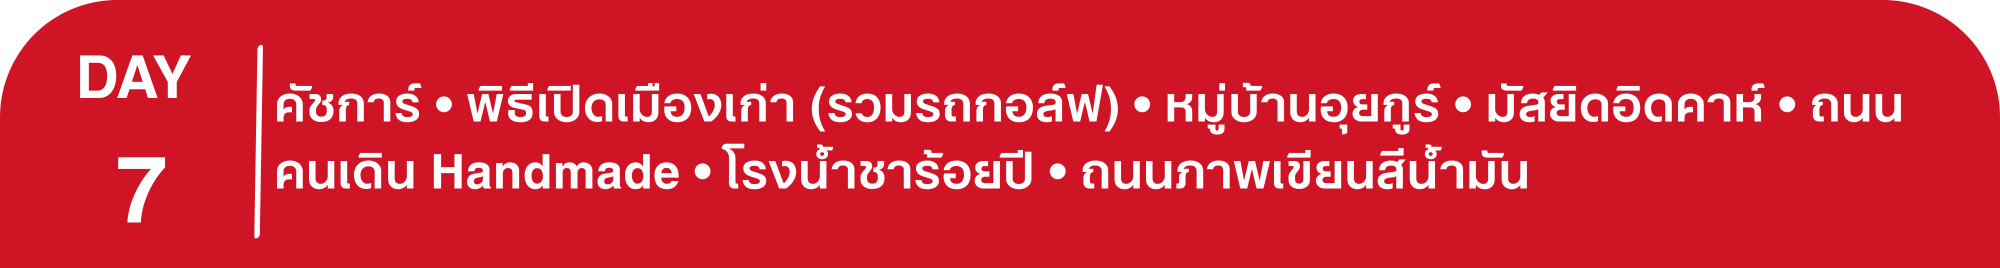 DAY
7
คัชการ์ • พิธีเปิดเมืองเก่า (รวมรถกอล์ฟ) • หมู่บ้านอุยกูร์ • มัสยิดอิดคาห์ • ถนน
คนเดิน Handmade • โรงน้ำชาร้อยปี • ถนนภาพเขียนสีน้ำมัน